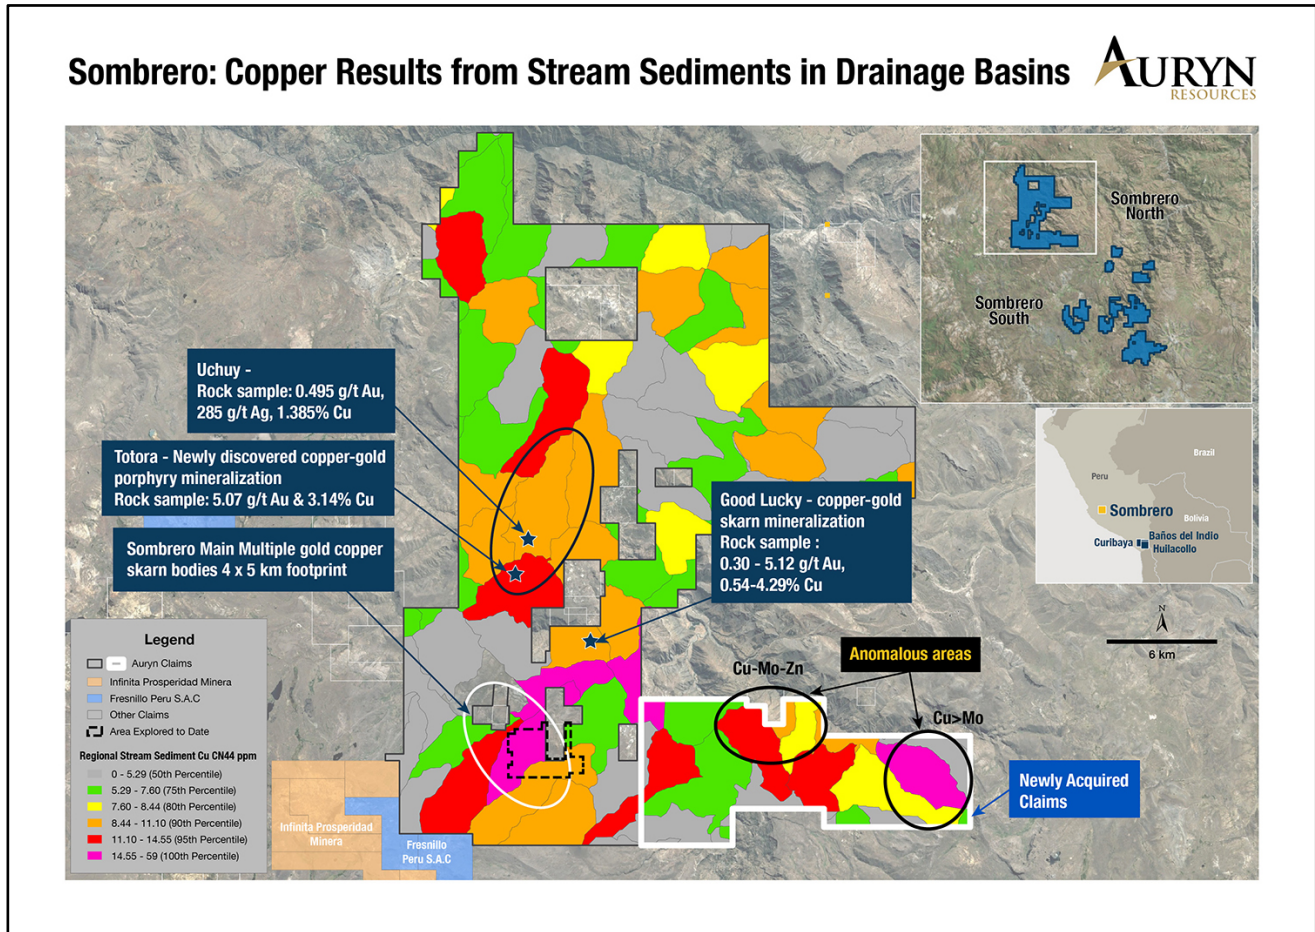 Sombrero: Copper Results from Stream Sediments in Drainage Basins
AURYN
RESOURCES
Sombrero
North
Sombrero
South
Uchuy -
Rock sample: 0.495 g/t Au,
285 g/t Ag, 1.385% Cu
Totora - Newly discovered copper-gold
porphyry mineralization
Rock sample: 5.07 g/t Au & 3.14% Cu
Sombrero Main Multiple gold copper
skarn bodies 4 x 5 km footprint
Good Lucky - copper-gold
skarn mineralization
Rock sample :
0.30 - 5.12 g/t Au,
0.54-4.29% Cu
Brazil
Peru
Sombrero
Bolivia
Curibaya
Baños del Indio
Huilacollo
N
6 km
Legend
Auryn Claims
Infinita Prosperidad Minera
Fresnillo Peru S.A.C
Other Claims
Area Explored to Date
Regional Stream Sediment Cu CN44 ppm
0 - 5.29 (50th Percentile)
5.29 - 7.60 (75th Percentile)
7.60 - 8.44 (80th Percentile)
8.44 - 11.10 (90th Percentile)
11.10 - 14.55 (95th Percentile)
14.55 - 59 (100th Percentile)
Anomalous areas
Cu-Mo-Zn
Cu>Mo
Newly Acquired
Claims
Infinita Prosperidad
Minera
Fresnillo
Peru S.A.C